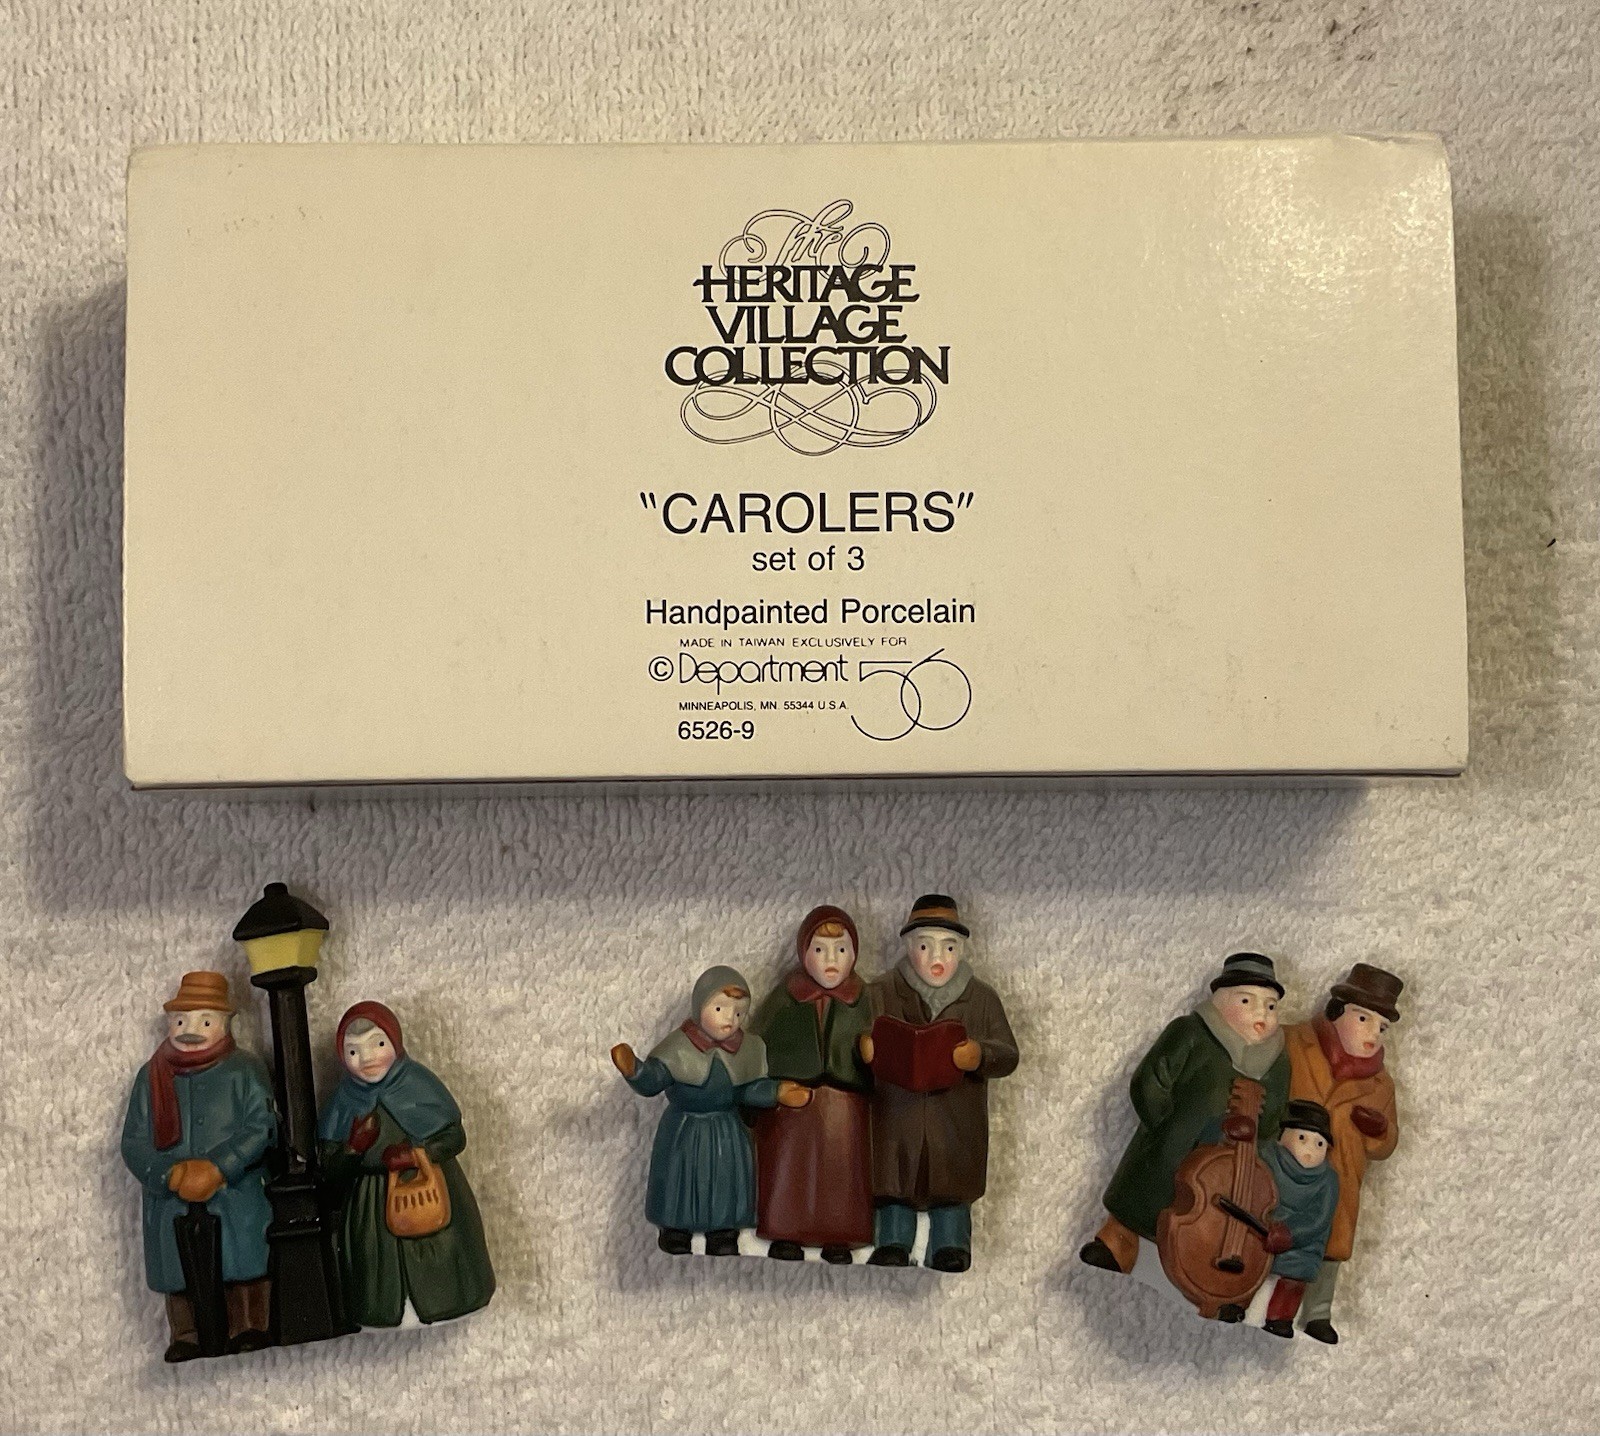 The
HERITAGE
VILLAGE
COLLECTION
"CAROLERS"
set of 3
Handpainted Porcelain
MADE IN TAIWAN EXCLUSIVELY FOR
© Department 56
MINNEAPOLIS, MN. 55344 U.S.A.
6526-9